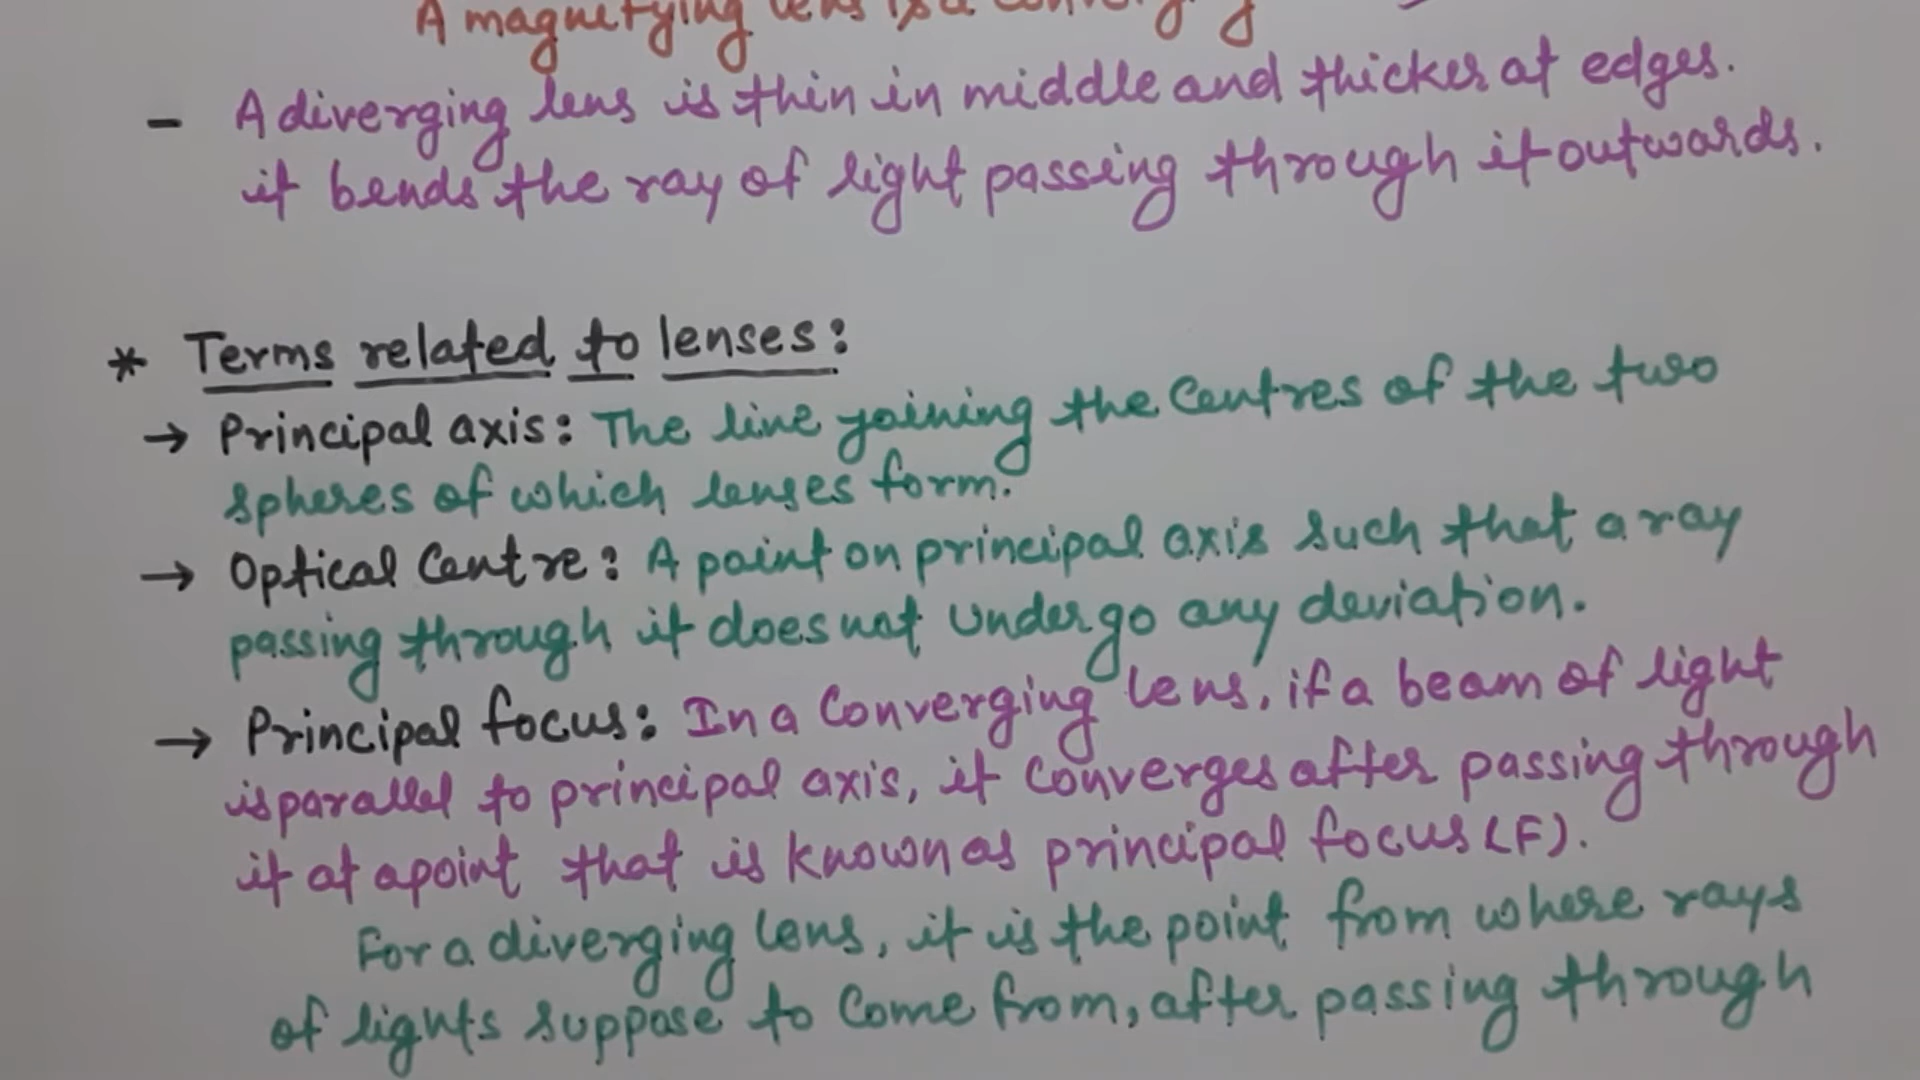 A magnifying lens is a converging
- A diverging lens is thin in middle and thicker at edges.
it bends the ray of light passing through it outwards.
* Terms related to lenses:
→ Principal axis: The line joining the Centres of the two
spheres of which lenses form.
→ Optical Centre: A point on principal axis such that a ray
passing through it does not undergo any deviation.
→ Principal focus: In a Converging lens, if a beam of light
is parallel to principal axis, it Converges after passing through
it at a point that is known as principal focus (F).
For a diverging lens, it is the point from where rays
of lights suppose to Come from, after passing through